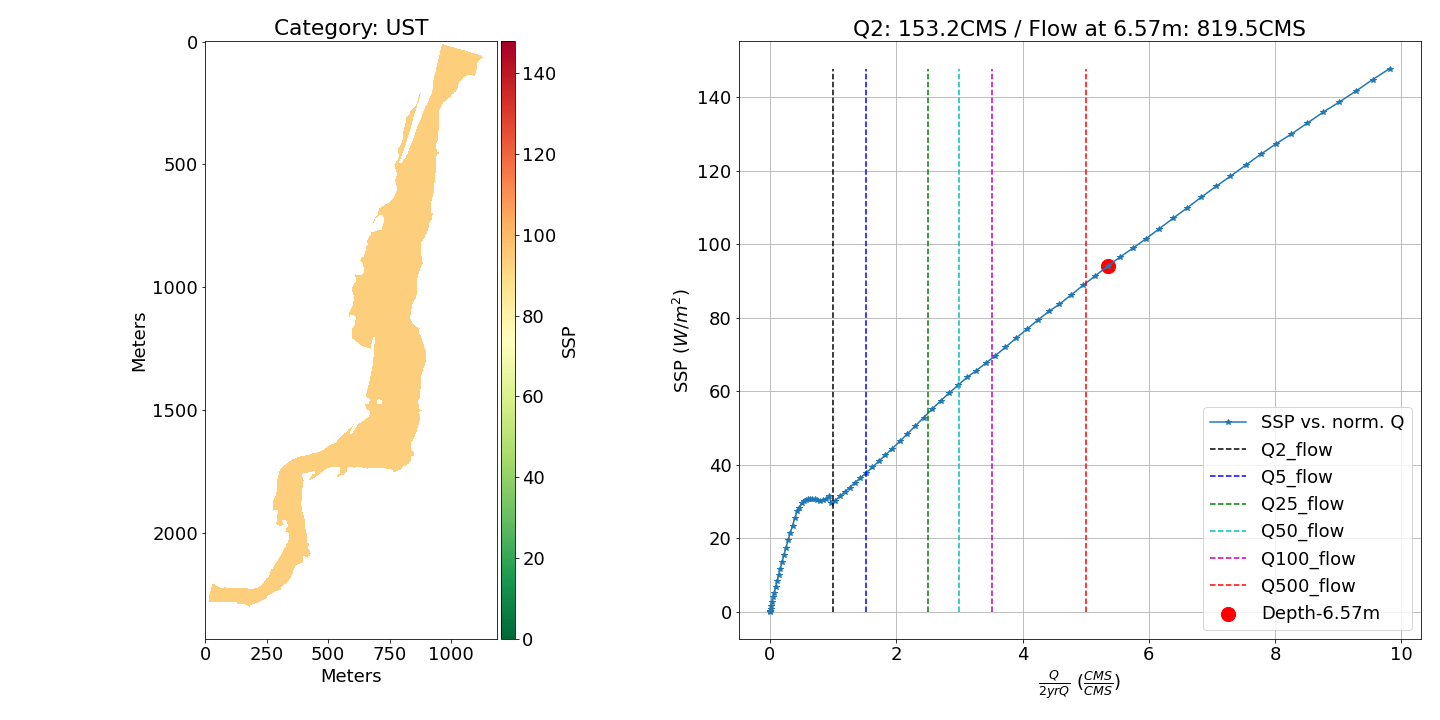 Category: UST
0
500
1000
1500
2000
Meters
0
250
500
750
1000
Meters
140
120
100
80
60
40
20
0
SSP
Q2: 153.2CMS / Flow at 6.57m: 819.5CMS
140
120
100
80
60
40
20
0
SSP (W/m²)
0
2
4
6
8
10
Q/2yrQ (CMS/CMS)
SSP vs. norm. Q
Q2_flow
Q5_flow
Q25_flow
Q50_flow
Q100_flow
Q500_flow
Depth-6.57m